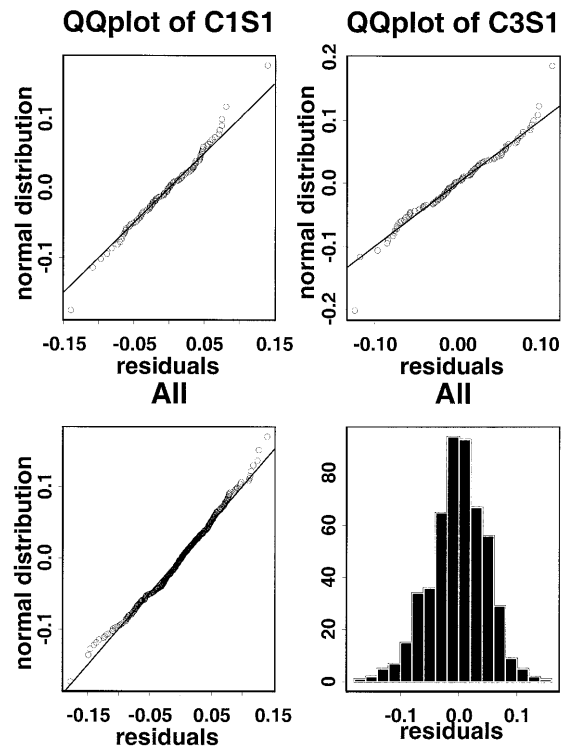 QQplot of C1S1
normal distribution
0.1
0.0
-0.1
-0.15
-0.05
0.05
0.15
residuals
QQplot of C3S1
normal distribution
0.2
0.1
0.0
-0.1
-0.2
-0.10
0.00
0.10
residuals
All
normal distribution
0.1
0.0
-0.1
-0.15
-0.05
0.05
0.15
residuals
All
80
60
40
20
0
-0.1
0.0
0.1
residuals